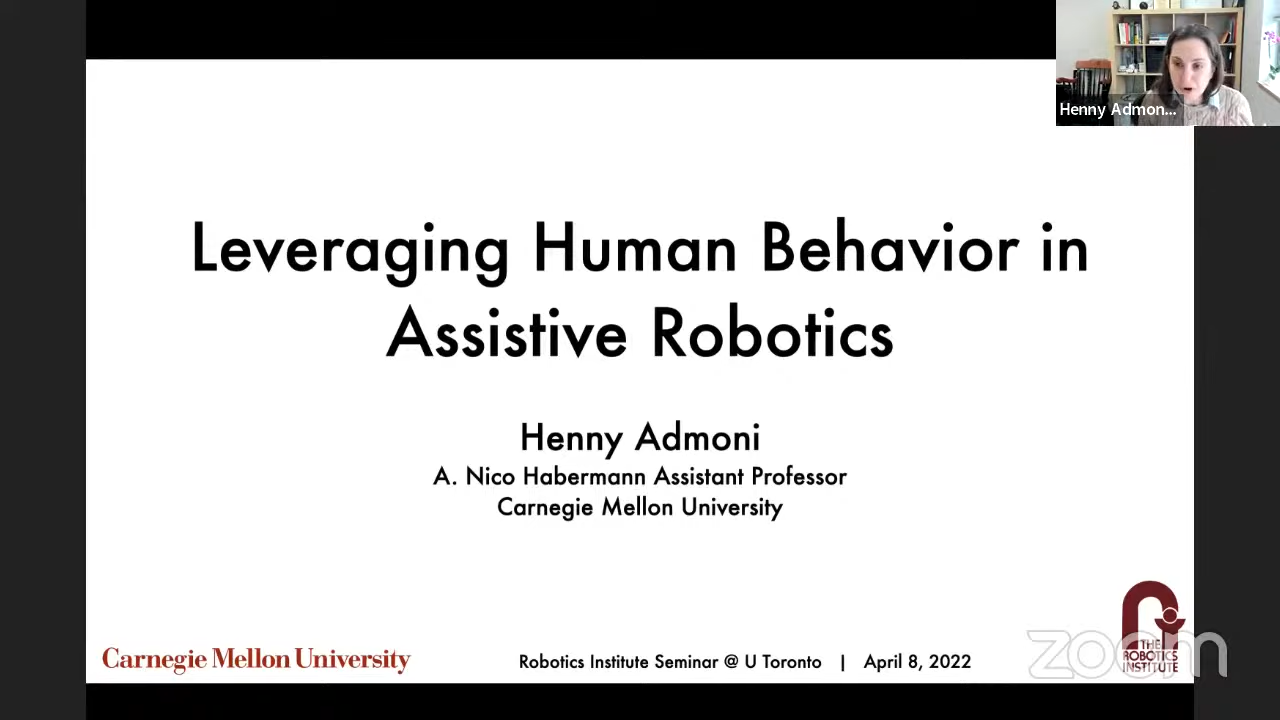 Henny Admon...
Leveraging Human Behavior in
Assistive Robotics
Henny Admoni
A. Nico Habermann Assistant Professor
Carnegie Mellon University
Carnegie Mellon University
Robotics Institute Seminar @ U Toronto | April 8, 2022
zoom
THE
ROBOTICS
INSTITUTE